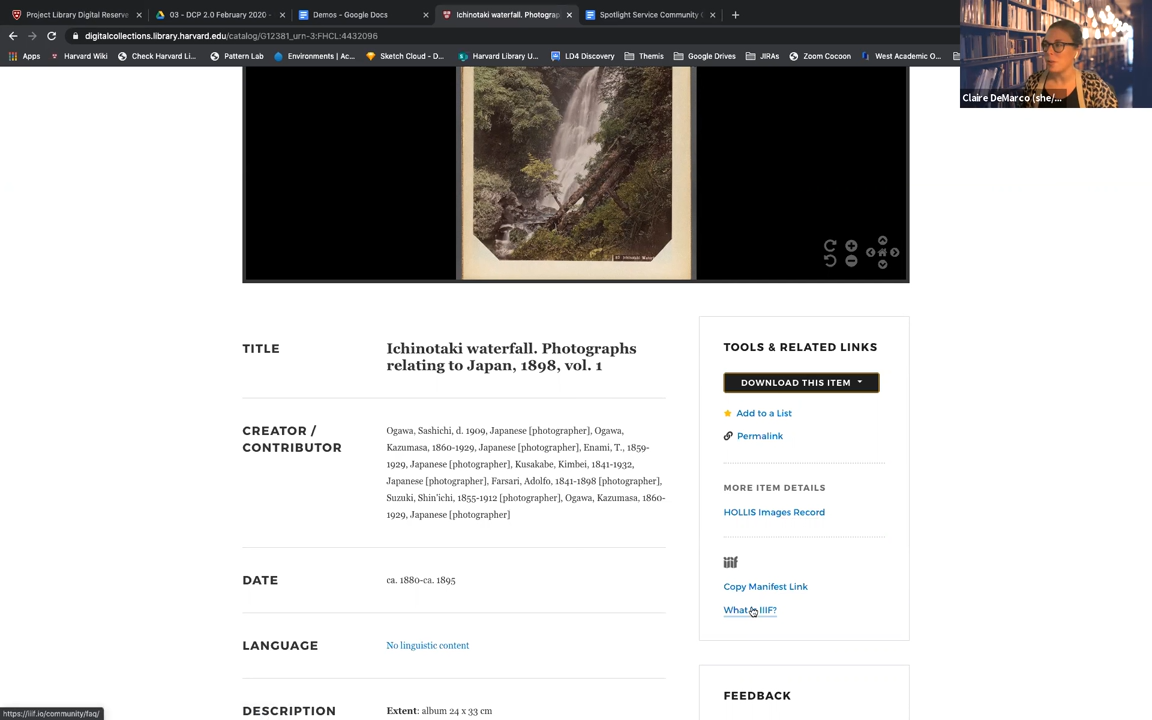 Project Library Digital Reserve
03 - DCP 2.0 February 2020 -
Demos - Google Docs
Ichinotaki waterfall. Photograp
Spotlight Service Community
digitalcollections.library.harvard.edu/catalog/G12381_urn-3:FHCL:4432096
Apps
Harvard Wiki
Check Harvard Li...
Pattern Lab
Environments | Ac...
Sketch Cloud - D...
Harvard Library U...
LD4 Discovery
Themis
Google Drives
JIRAs
Zoom Cocoon
West Academic O...
Claire DeMarco (she/...
TITLE
Ichinotaki waterfall. Photographs
relating to Japan, 1898, vol. 1
CREATOR /
CONTRIBUTOR
Ogawa, Sashichi, d. 1909, Japanese [photographer], Ogawa,
Kazumasa, 1860-1929, Japanese [photographer], Enami, T., 1859-
1929, Japanese [photographer], Kusakabe, Kimbei, 1841-1932,
Japanese [photographer], Farsari, Adolfo, 1841-1898 [photographer],
Suzuki, Shin'ichi, 1855-1912 [photographer], Ogawa, Kazumasa, 1860-
1929, Japanese [photographer]
DATE
ca. 1880-ca. 1895
LANGUAGE
No linguistic content
DESCRIPTION
Extent: album 24 x 33 cm
TOOLS & RELATED LINKS
DOWNLOAD THIS ITEM
Add to a List
Permalink
MORE ITEM DETAILS
HOLLIS Images Record
iiif
Copy Manifest Link
What IIIF?
FEEDBACK
https://iiif.io/community/faq/